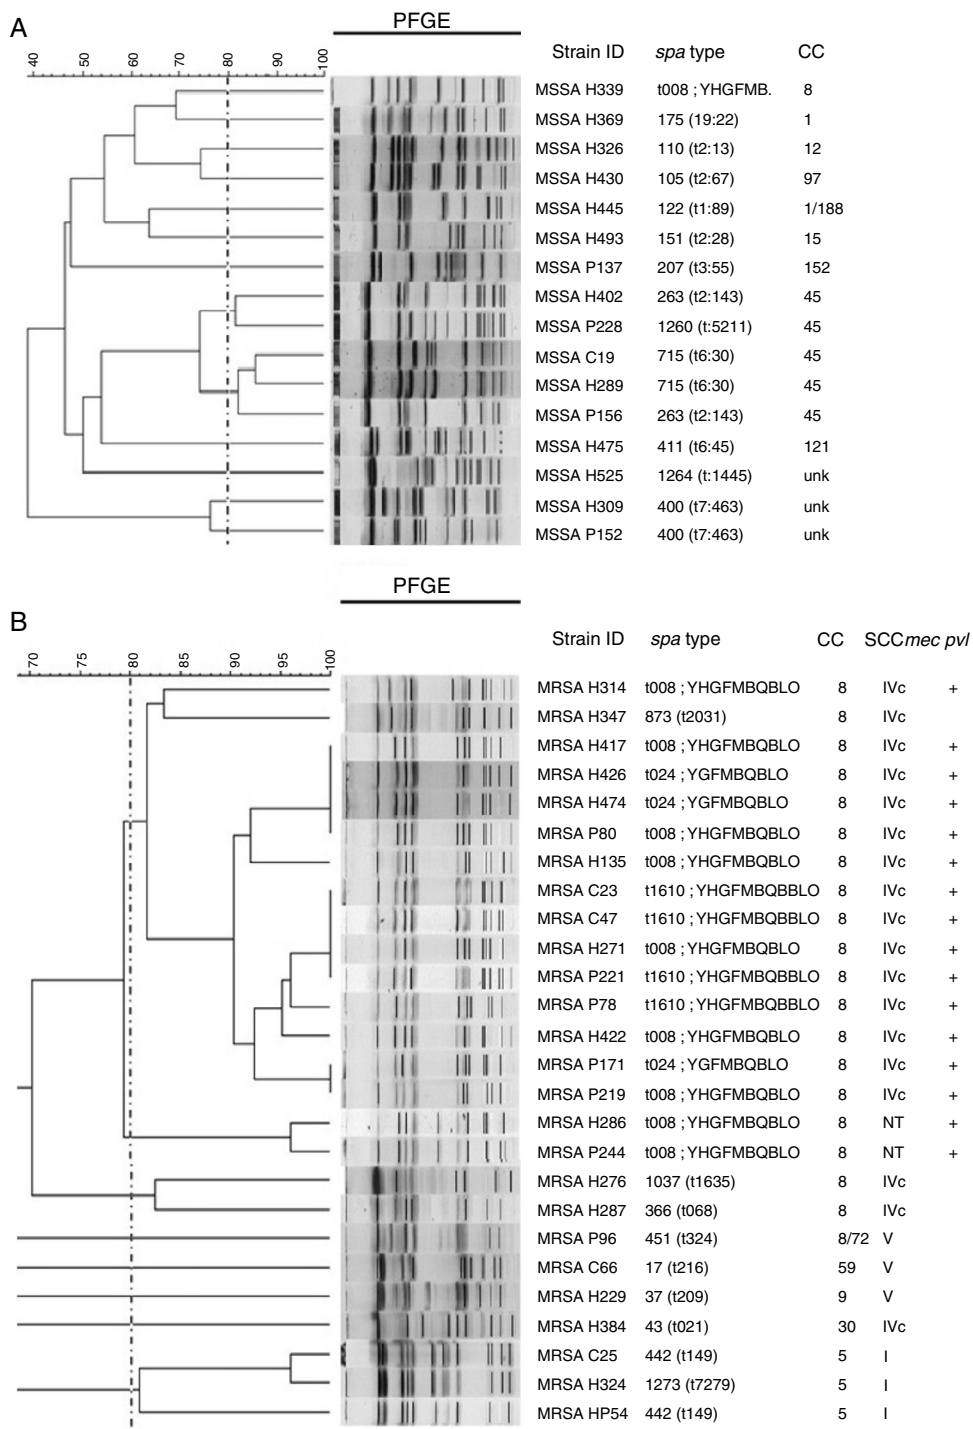 A
PFGE
40 50 60 70 80 90 100
Strain ID spa type CC
MSSA H339 t008 ; YHGFMB. 8
MSSA H369 175 (19:22) 1
MSSA H326 110 (t2:13) 12
MSSA H430 105 (t2:67) 97
MSSA H445 122 (t1:89) 1/188
MSSA H493 151 (t2:28) 15
MSSA P137 207 (t3:55) 152
MSSA H402 263 (t2:143) 45
MSSA P228 1260 (t:5211) 45
MSSA C19 715 (t6:30) 45
MSSA H289 715 (t6:30) 45
MSSA P156 263 (t2:143) 45
MSSA H475 411 (t6:45) 121
MSSA H525 1264 (t:1445) unk
MSSA H309 400 (t7:463) unk
MSSA P152 400 (t7:463) unk
PFGE
B
70 75 80 85 90 95 100
Strain ID spa type CC SCCmec pvl
MRSA H314 t008 ; YHGFMBQBLO 8 IVc +
MRSA H347 873 (t2031) 8 IVc
MRSA H417 t008 ; YHGFMBQBLO 8 IVc +
MRSA H426 t024 ; YGFMBQBLO 8 IVc +
MRSA H474 t024 ; YGFMBQBLO 8 IVc +
MRSA P80 t008 ; YHGFMBQBLO 8 IVc +
MRSA H135 t008 ; YHGFMBQBLO 8 IVc +
MRSA C23 t1610 ; YHGFMBQBBLO 8 IVc +
MRSA C47 t1610 ; YHGFMBQBBLO 8 IVc +
MRSA H271 t008 ; YHGFMBQBLO 8 IVc +
MRSA P221 t1610 ; YHGFMBQBBLO 8 IVc +
MRSA P78 t1610 ; YHGFMBQBBLO 8 IVc +
MRSA H422 t008 ; YHGFMBQBLO 8 IVc +
MRSA P171 t024 ; YGFMBQBLO 8 IVc +
MRSA P219 t008 ; YHGFMBQBLO 8 IVc +
MRSA H286 t008 ; YHGFMBQBLO 8 NT +
MRSA P244 t008 ; YHGFMBQBLO 8 NT +
MRSA H276 1037 (t1635) 8 IVc
MRSA H287 366 (t068) 8 IVc
MRSA P96 451 (t324) 8/72 V
MRSA C66 17 (t216) 59 V
MRSA H229 37 (t209) 9 V
MRSA H384 43 (t021) 30 IVc
MRSA C25 442 (t149) 5 I
MRSA H324 1273 (t7279) 5 I
MRSA HP54 442 (t149) 5 I